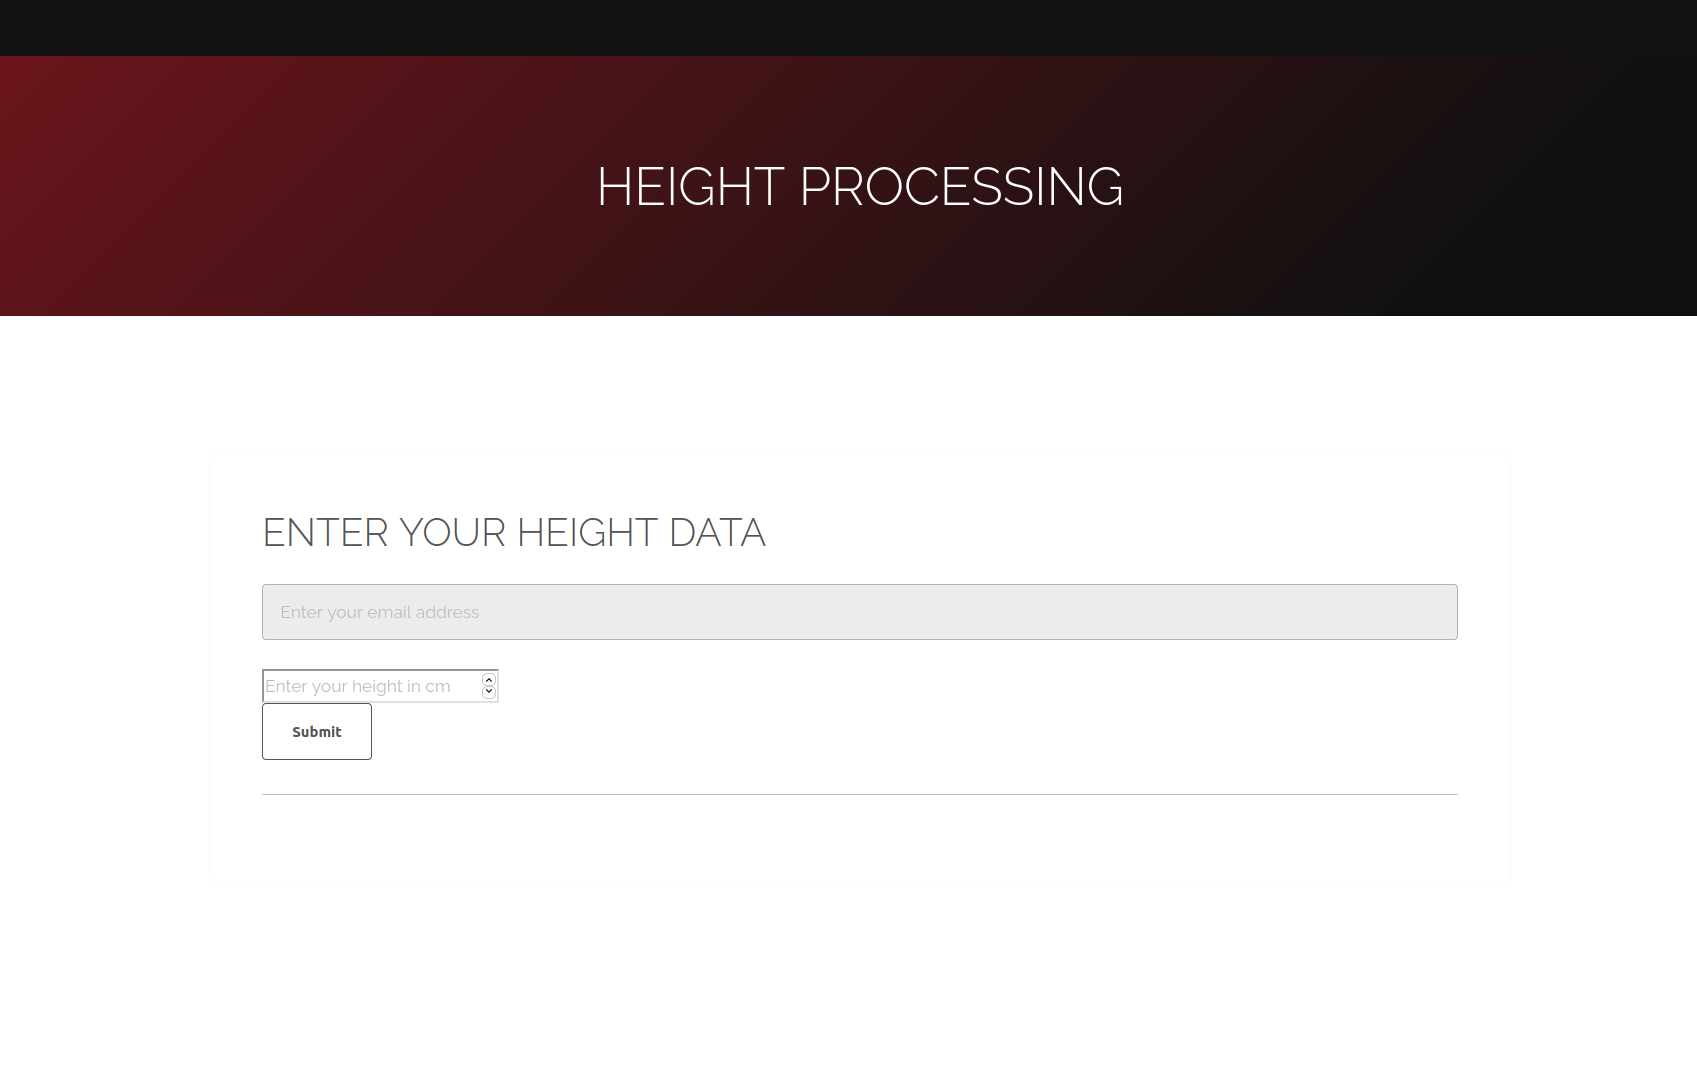 HEIGHT PROCESSING
ENTER YOUR HEIGHT DATA
Enter your email address
Enter your height in cm
Submit